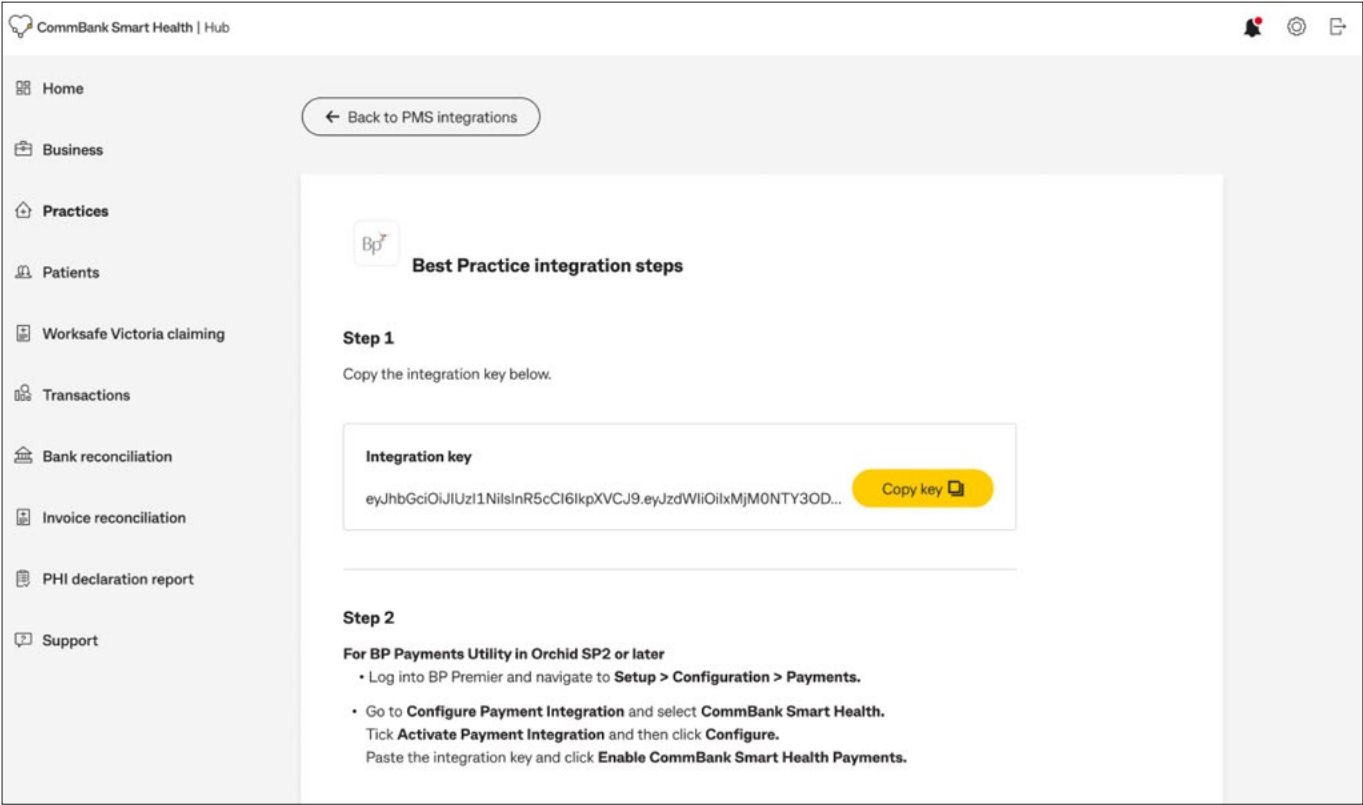 CommBank Smart Health | Hub
Home
Business
Practices
Patients
Worksafe Victoria claiming
Transactions
Bank reconciliation
Invoice reconciliation
PHI declaration report
Support
← Back to PMS integrations
Bp
Best Practice integration steps
Step 1
Copy the integration key below.
Integration key
eyJhbGciOiJIUzI1NiIsInR5cCI6IkpXVCJ9.eyJzdWIiOiIxMjM0NTY3OD...
Copy key
Step 2
For BP Payments Utility in Orchid SP2 or later
• Log into BP Premier and navigate to Setup > Configuration > Payments.
• Go to Configure Payment Integration and select CommBank Smart Health.
Tick Activate Payment Integration and then click Configure.
Paste the integration key and click Enable CommBank Smart Health Payments.